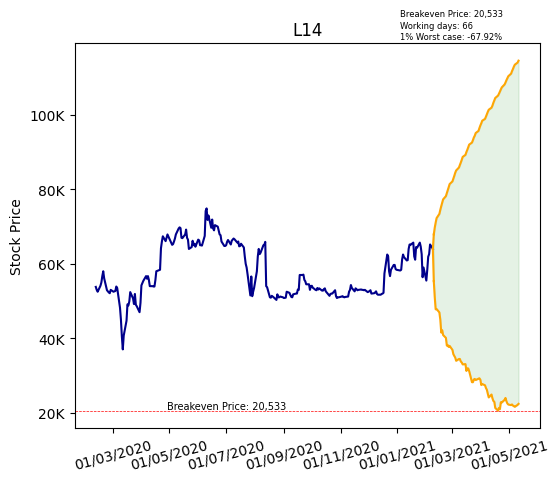 Breakeven Price: 20,533
Working days: 66
1% Worst case: -67.92%
L14
Stock Price
100K
80K
60K
40K
20K
Breakeven Price: 20,533
01/03/2020 01/05/2020 01/07/2020 01/09/2020 01/11/2020 01/01/2021 01/03/2021 01/05/2021